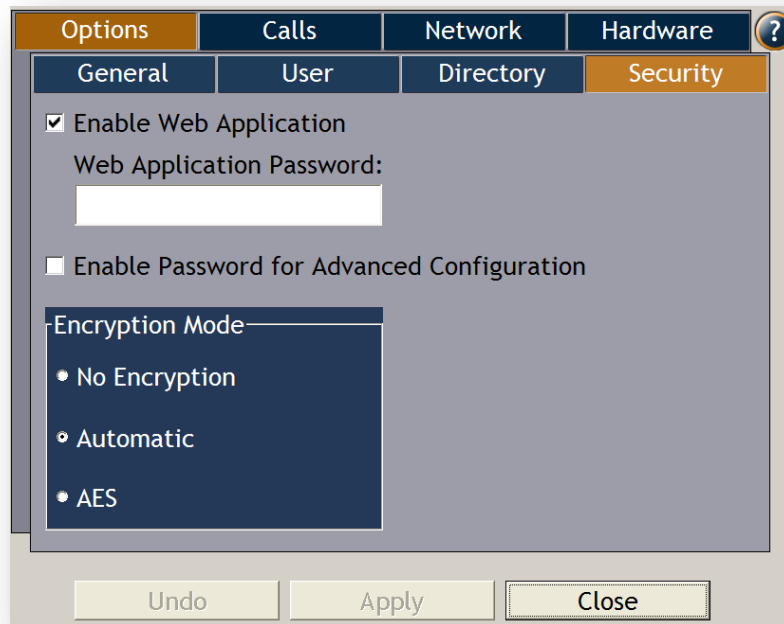 Options Calls Network Hardware ?
General User Directory Security
Enable Web Application
Web Application Password:
Enable Password for Advanced Configuration
Encryption Mode
No Encryption
Automatic
AES
Undo Apply Close